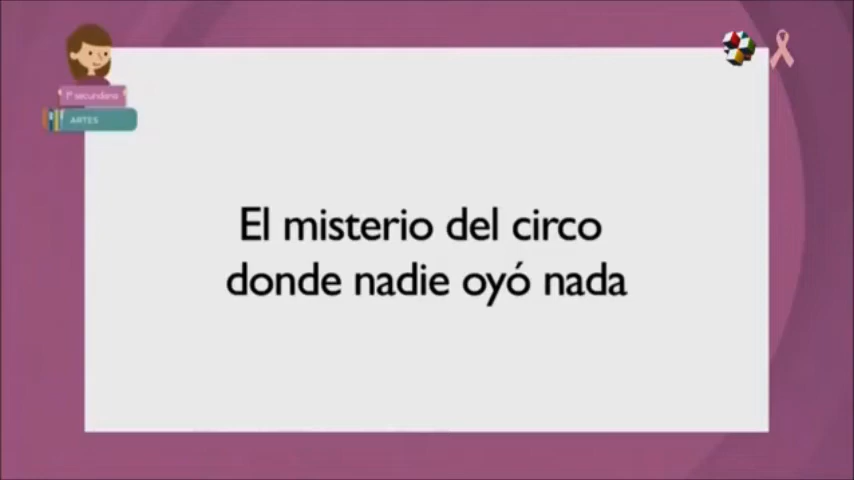 1° secundaria
ARTES
El misterio del circo
donde nadie oyó nada